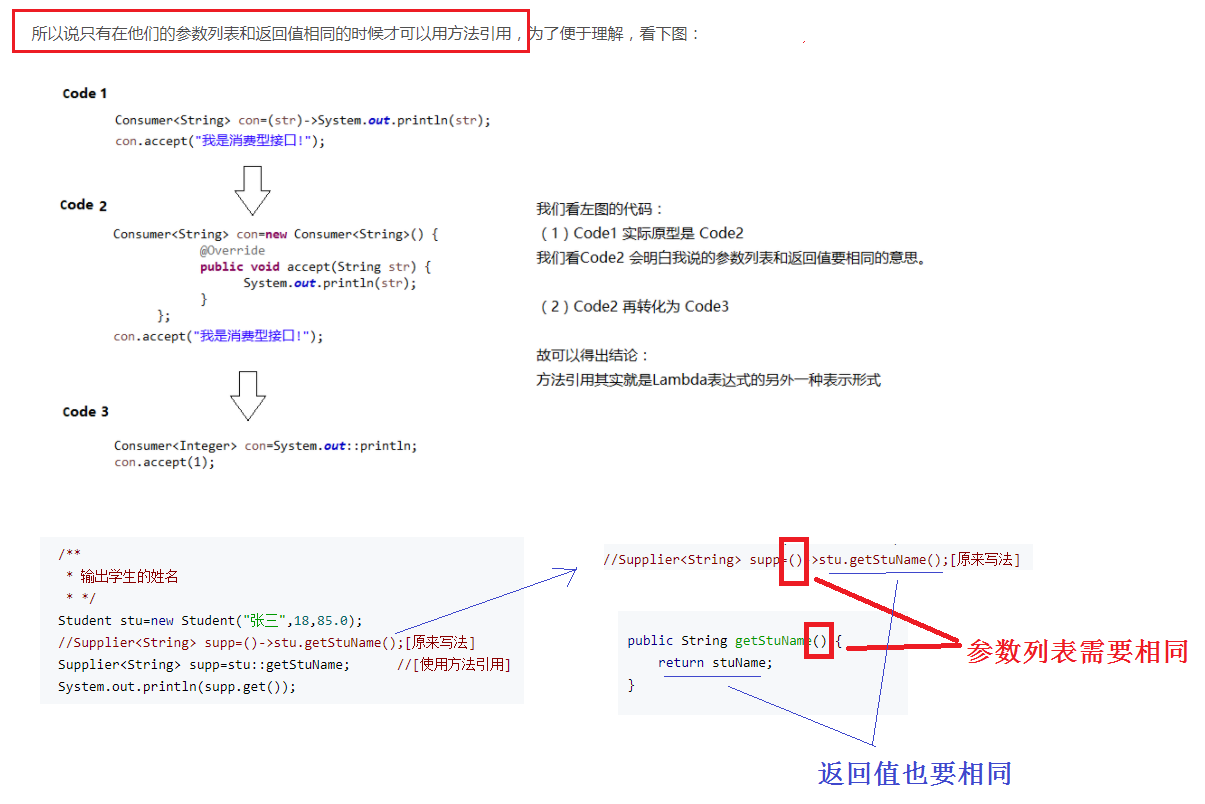 所以说只有在他们的参数列表和返回值相同的时候才可以用方法引用，为了便于理解，看下图：
Code 1
Consumer<String> con=(str)->System.out.println(str);
con.accept("我是消费型接口!");
Code 2
Consumer<String> con=new Consumer<String>() {
@Override
public void accept(String str) {
System.out.println(str);
}
};
con.accept("我是消费型接口!");
我们看左图的代码：
（1）Code1 实际原型是 Code2
我们看Code2 会明白我说的参数列表和返回值要相同的意思。
（2）Code2 再转化为 Code3
故可以得出结论：
方法引用其实就是Lambda表达式的另外一种表示形式
Code 3
Consumer<Integer> con=System.out::println;
con.accept(1);
/**
* 输出学生的姓名
* */
Student stu=new Student("张三",18,85.0);
//Supplier<String> supp=()->stu.getStuName();[原来写法]
Supplier<String> supp=stu::getStuName; //[使用方法引用]
System.out.println(supp.get());
//Supplier<String> supp=()->stu.getStuName();[原来写法]
public String getStuName() {
return stuName;
}
参数列表需要相同
返回值也要相同